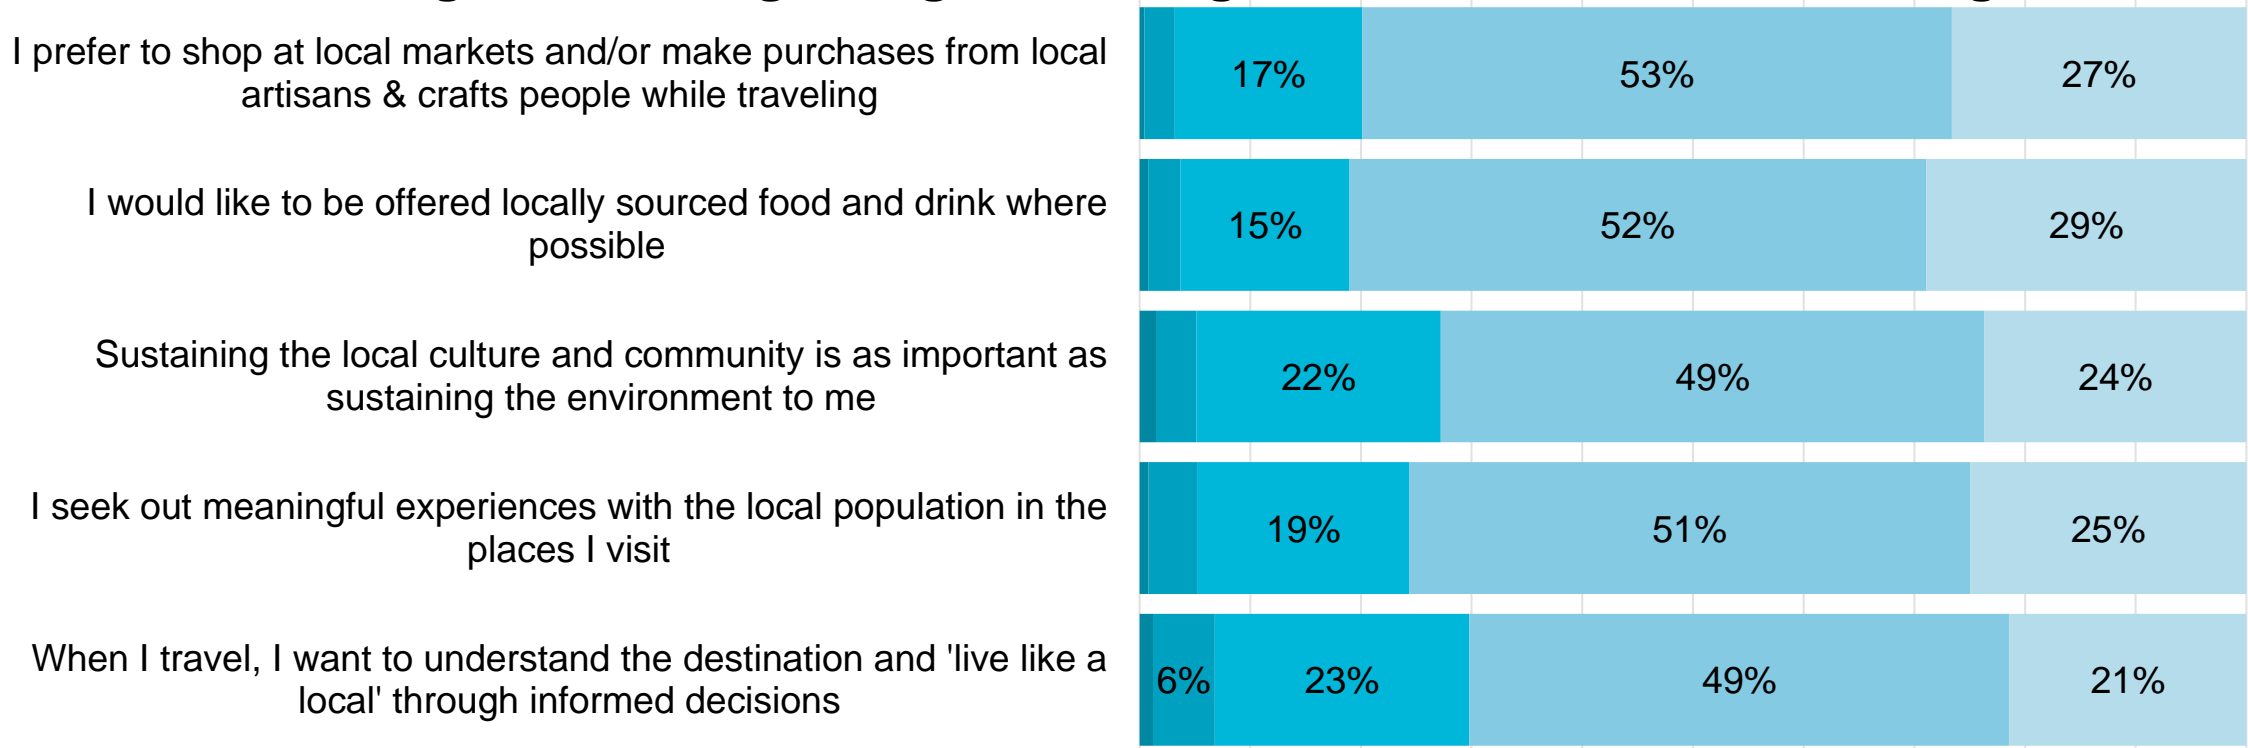 I prefer to shop at local markets and/or make purchases from local
artisans & crafts people while traveling
17% 53% 27%
I would like to be offered locally sourced food and drink where
possible
15% 52% 29%
Sustaining the local culture and community is as important as
sustaining the environment to me
22% 49% 24%
I seek out meaningful experiences with the local population in the
places I visit
19% 51% 25%
When I travel, I want to understand the destination and 'live like a
local' through informed decisions
6% 23% 49% 21%